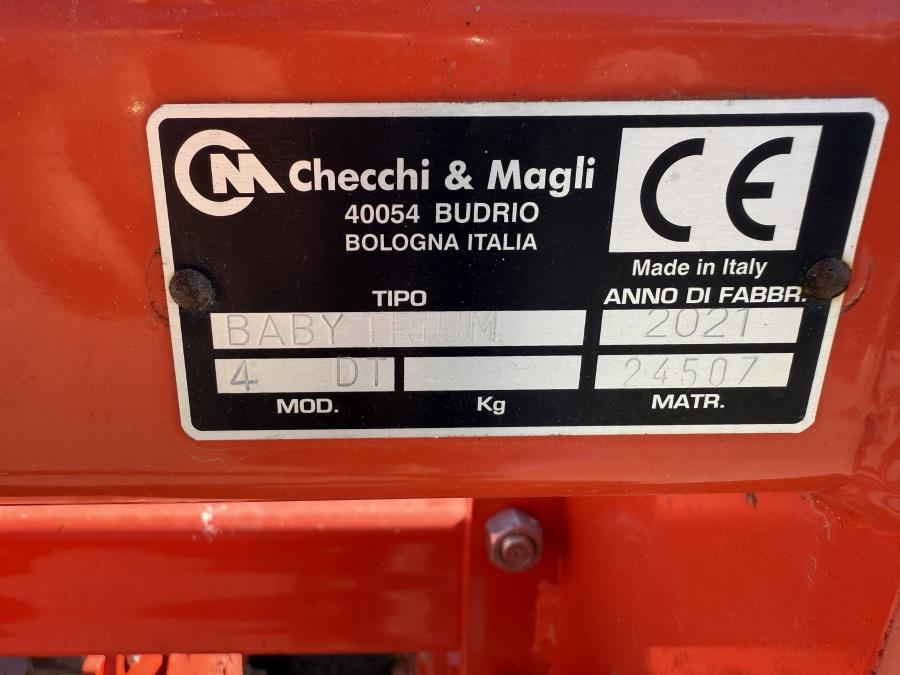 CM Checchi & Magli
40054 BUDRIO
BOLOGNA ITALIA
CE
Made in Italy
TIPO
ANNO DI FABBR.
BABY TRIUM
2021
4 DT
24507
MOD.
Kg
MATR.